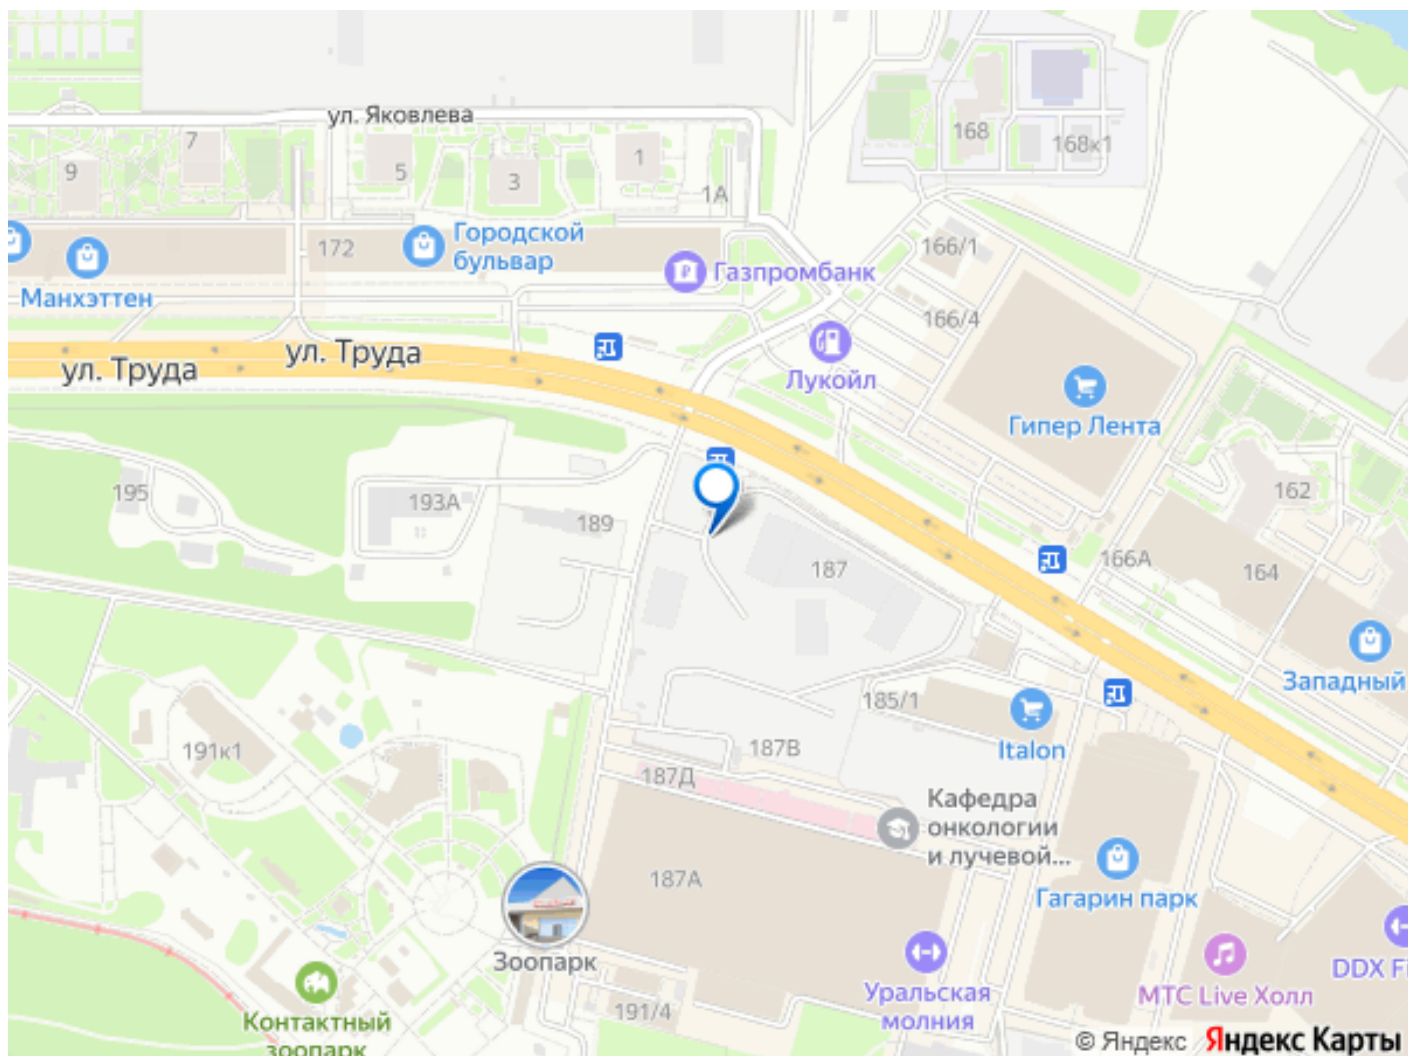 ул. Яковлева
7
9
5
3
1
1А
168
168к1
172
Городской
бульвар
Манхэттен
Газпромбанк
166/1
166/4
Лукойл
Гипер Лента
ул. Труда
ул. Труда
195
193А
189
187
162
166А
164
Западный
185/1
Italon
191к1
187В
187Д
Кафедра
онкологии
и лучевой...
187А
Гагарин парк
Зоопарк
Уральская
молния
МТС Live Холл
DDX Fi
191/4
Контактный
зоопарк
© Яндекс Яндекс Карты